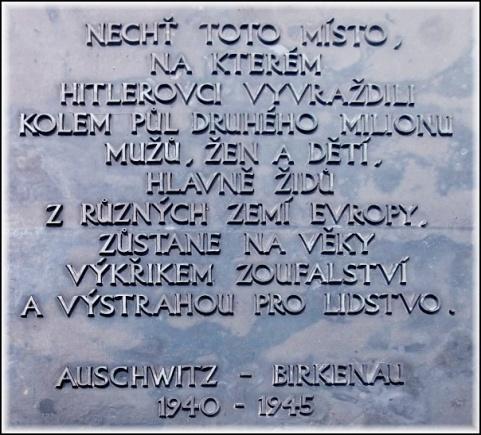 NECHŤ TOTO MÍSTO,
NA KTERÉM
HITLEROVCI VYVRAŽDILI
KOLEM PŮL DRUHÉHO MILIONU
MUŽŮ, ŽEN A DĚTÍ,
HLAVNĚ ŽIDŮ
Z RŮZNÝCH ZEMÍ EVROPY,
ZŮSTANE NA VĚKY
VÝKŘIKEM ZOUFALSTVÍ
A VÝSTRAHOU PRO LIDSTVO.
AUSCHWITZ - BIRKENAU
1940 - 1945